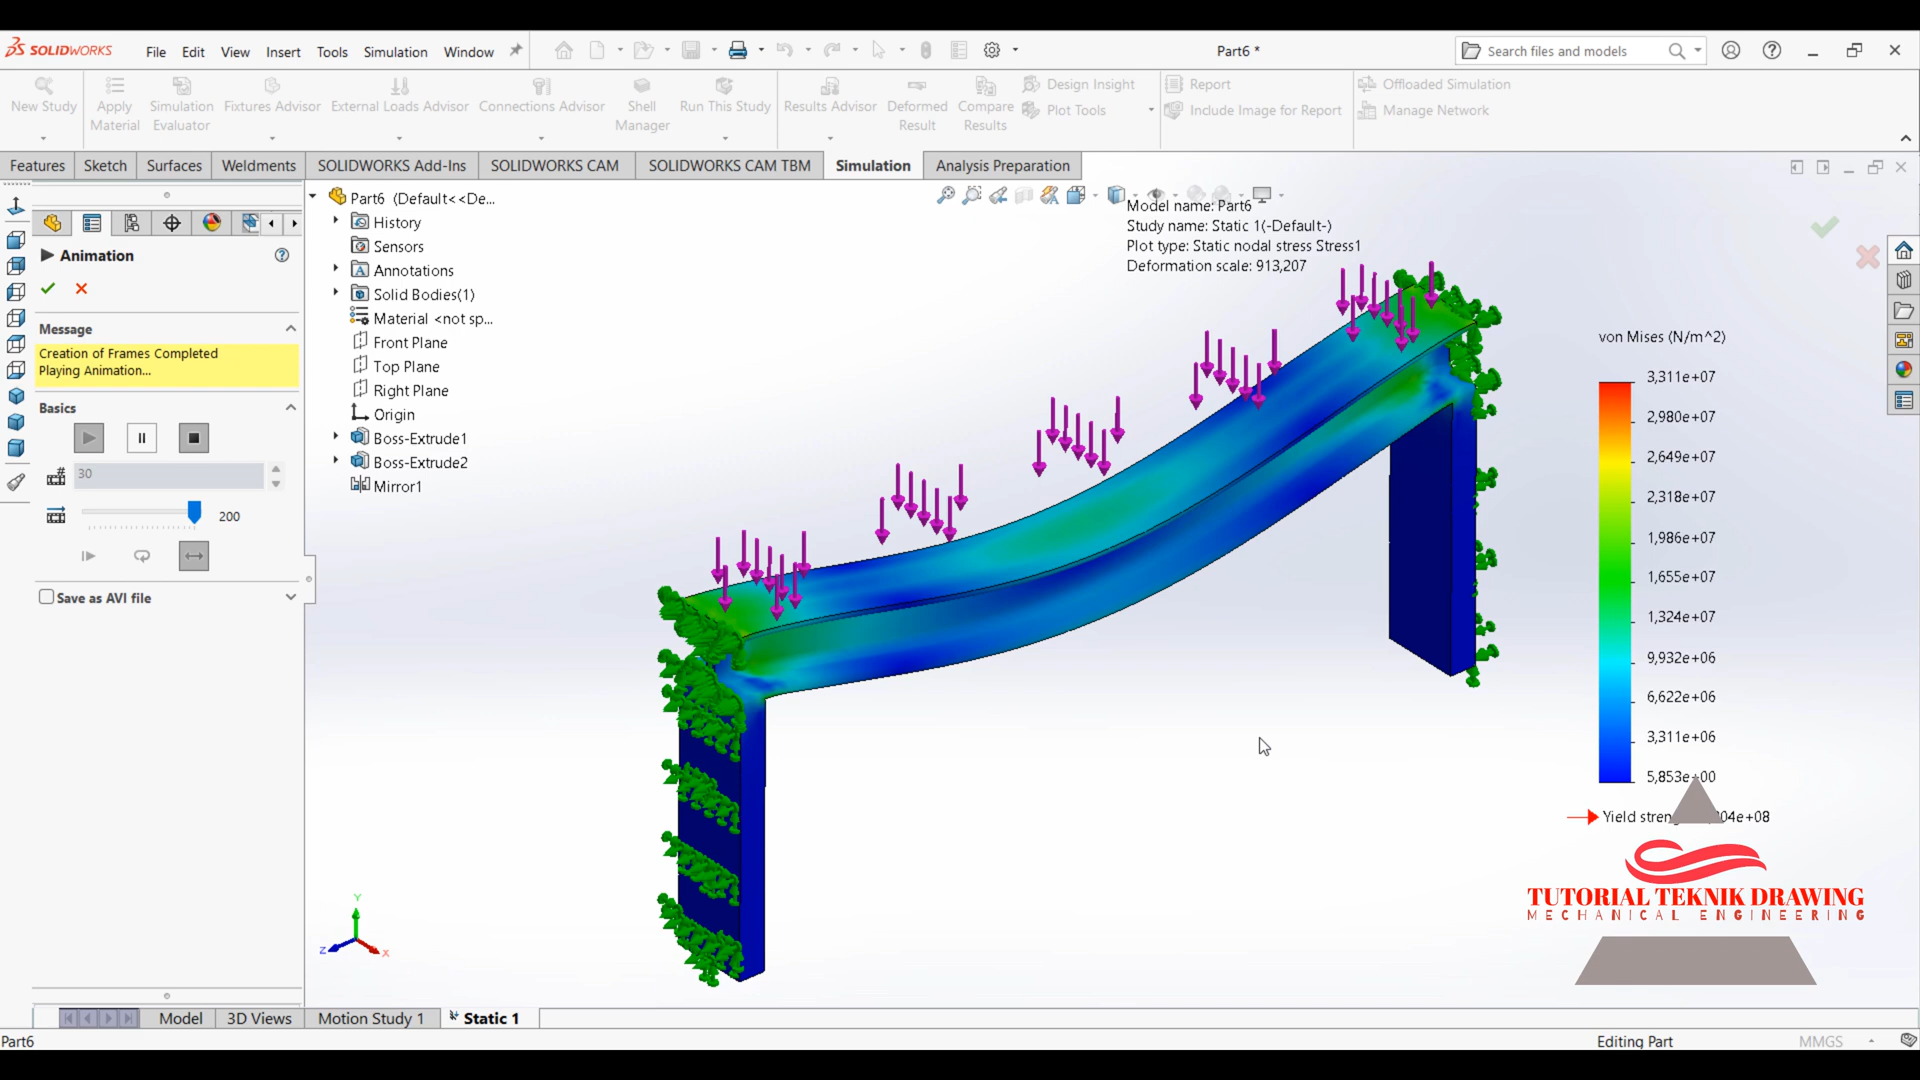 SOLIDWORKS
File Edit View Insert Tools Simulation Window
Part6 *
Search files and models
New Study
Apply Material
Simulation Evaluator
Fixtures Advisor
External Loads Advisor
Connections Advisor
Shell Manager
Run This Study
Results Advisor
Deformed Result
Compare Results
Design Insight
Plot Tools
Report
Include Image for Report
Offloaded Simulation
Manage Network
Features Sketch Surfaces Weldments SOLIDWORKS Add-Ins SOLIDWORKS CAM SOLIDWORKS CAM TBM Simulation Analysis Preparation
Animation
Message
Creation of Frames Completed
Playing Animation...
Basics
30
200
Save as AVI file
Part6 (Default<<De...
History
Sensors
Annotations
Solid Bodies(1)
Material <not sp...
Front Plane
Top Plane
Right Plane
Origin
Boss-Extrude1
Boss-Extrude2
Mirror1
Model name: Part6
Study name: Static 1(-Default-)
Plot type: Static nodal stress Stress1
Deformation scale: 913,207
von Mises (N/m^2)
3,311e+07
2,980e+07
2,649e+07
2,318e+07
1,986e+07
1,655e+07
1,324e+07
9,932e+06
6,622e+06
3,311e+06
5,853e+00
Yield
04e+08
TUTORIAL TEKNIK DRAWING
MECHANICAL ENGINEERING
Y
Z
X
Model 3D Views Motion Study 1 Static 1
Part6
Editing Part
MMGS